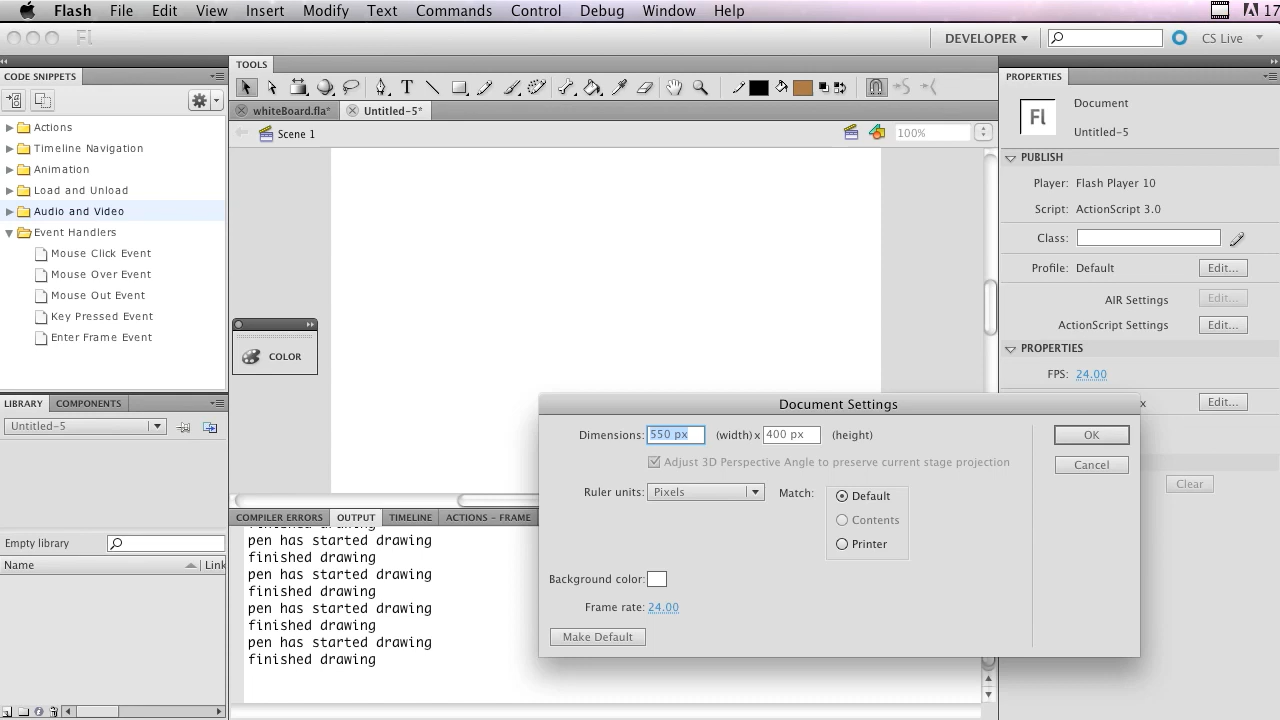 Flash File Edit View Insert Modify Text Commands Control Debug Window Help 17
Fl DEVELOPER CS Live
CODE SNIPPETS
Actions
Timeline Navigation
Animation
Load and Unload
Audio and Video
Event Handlers
Mouse Click Event
Mouse Over Event
Mouse Out Event
Key Pressed Event
Enter Frame Event
LIBRARY COMPONENTS
Untitled-5
Empty library
Name Link
TOOLS
whiteBoard.fla* Untitled-5*
Scene 1 100%
COLOR
COMPILER ERRORS OUTPUT TIMELINE ACTIONS - FRAME
finished drawing
pen has started drawing
finished drawing
pen has started drawing
finished drawing
pen has started drawing
finished drawing
pen has started drawing
finished drawing
Document Settings
Dimensions: 550 px (width) x 400 px (height)
Adjust 3D Perspective Angle to preserve current stage projection
Ruler units: Pixels Match: Default
Contents
Printer
Background color:
Frame rate: 24.00
Make Default
OK
Cancel
PROPERTIES
Fl Document
Untitled-5
PUBLISH
Player: Flash Player 10
Script: ActionScript 3.0
Class:
Profile: Default Edit...
AIR Settings Edit...
ActionScript Settings Edit...
PROPERTIES
FPS: 24.00
x Edit...
Clear